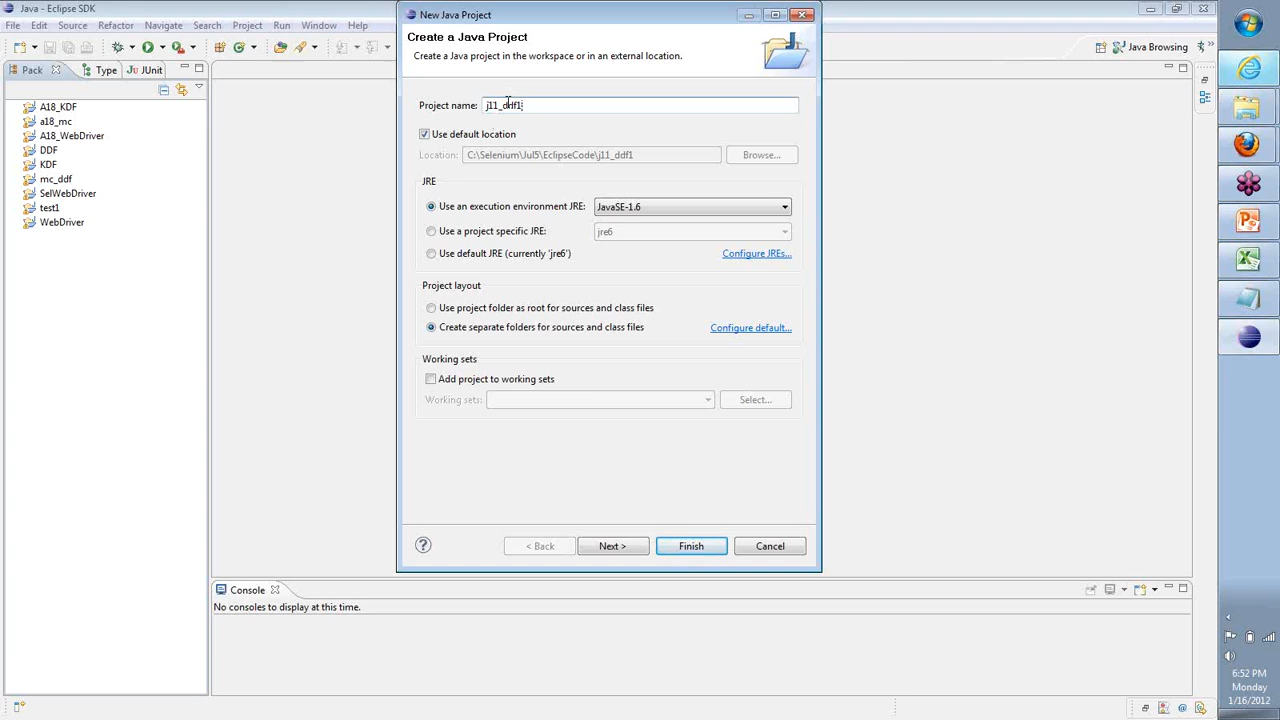 Java - Eclipse SDK
File Edit Source Refactor Navigate Search Project Run Window Help
Java Browsing
Pack Type JUnit
A18_KDF
a18_mc
A18_WebDriver
DDF
KDF
mc_ddf
SelWebDriver
test1
WebDriver
New Java Project
Create a Java Project
Create a Java project in the workspace or in an external location.
Project name: j11_ddf1
Use default location
Location: C:\Selenium\Jul5\EclipseCode\j11_ddf1 Browse...
JRE
Use an execution environment JRE: JavaSE-1.6
Use a project specific JRE: jre6
Use default JRE (currently 'jre6') Configure JREs...
Project layout
Use project folder as root for sources and class files
Create separate folders for sources and class files Configure default...
Working sets
Add project to working sets
Working sets: Select...
< Back Next > Finish Cancel
Console
No consoles to display at this time.
6:52 PM
Monday
1/16/2012